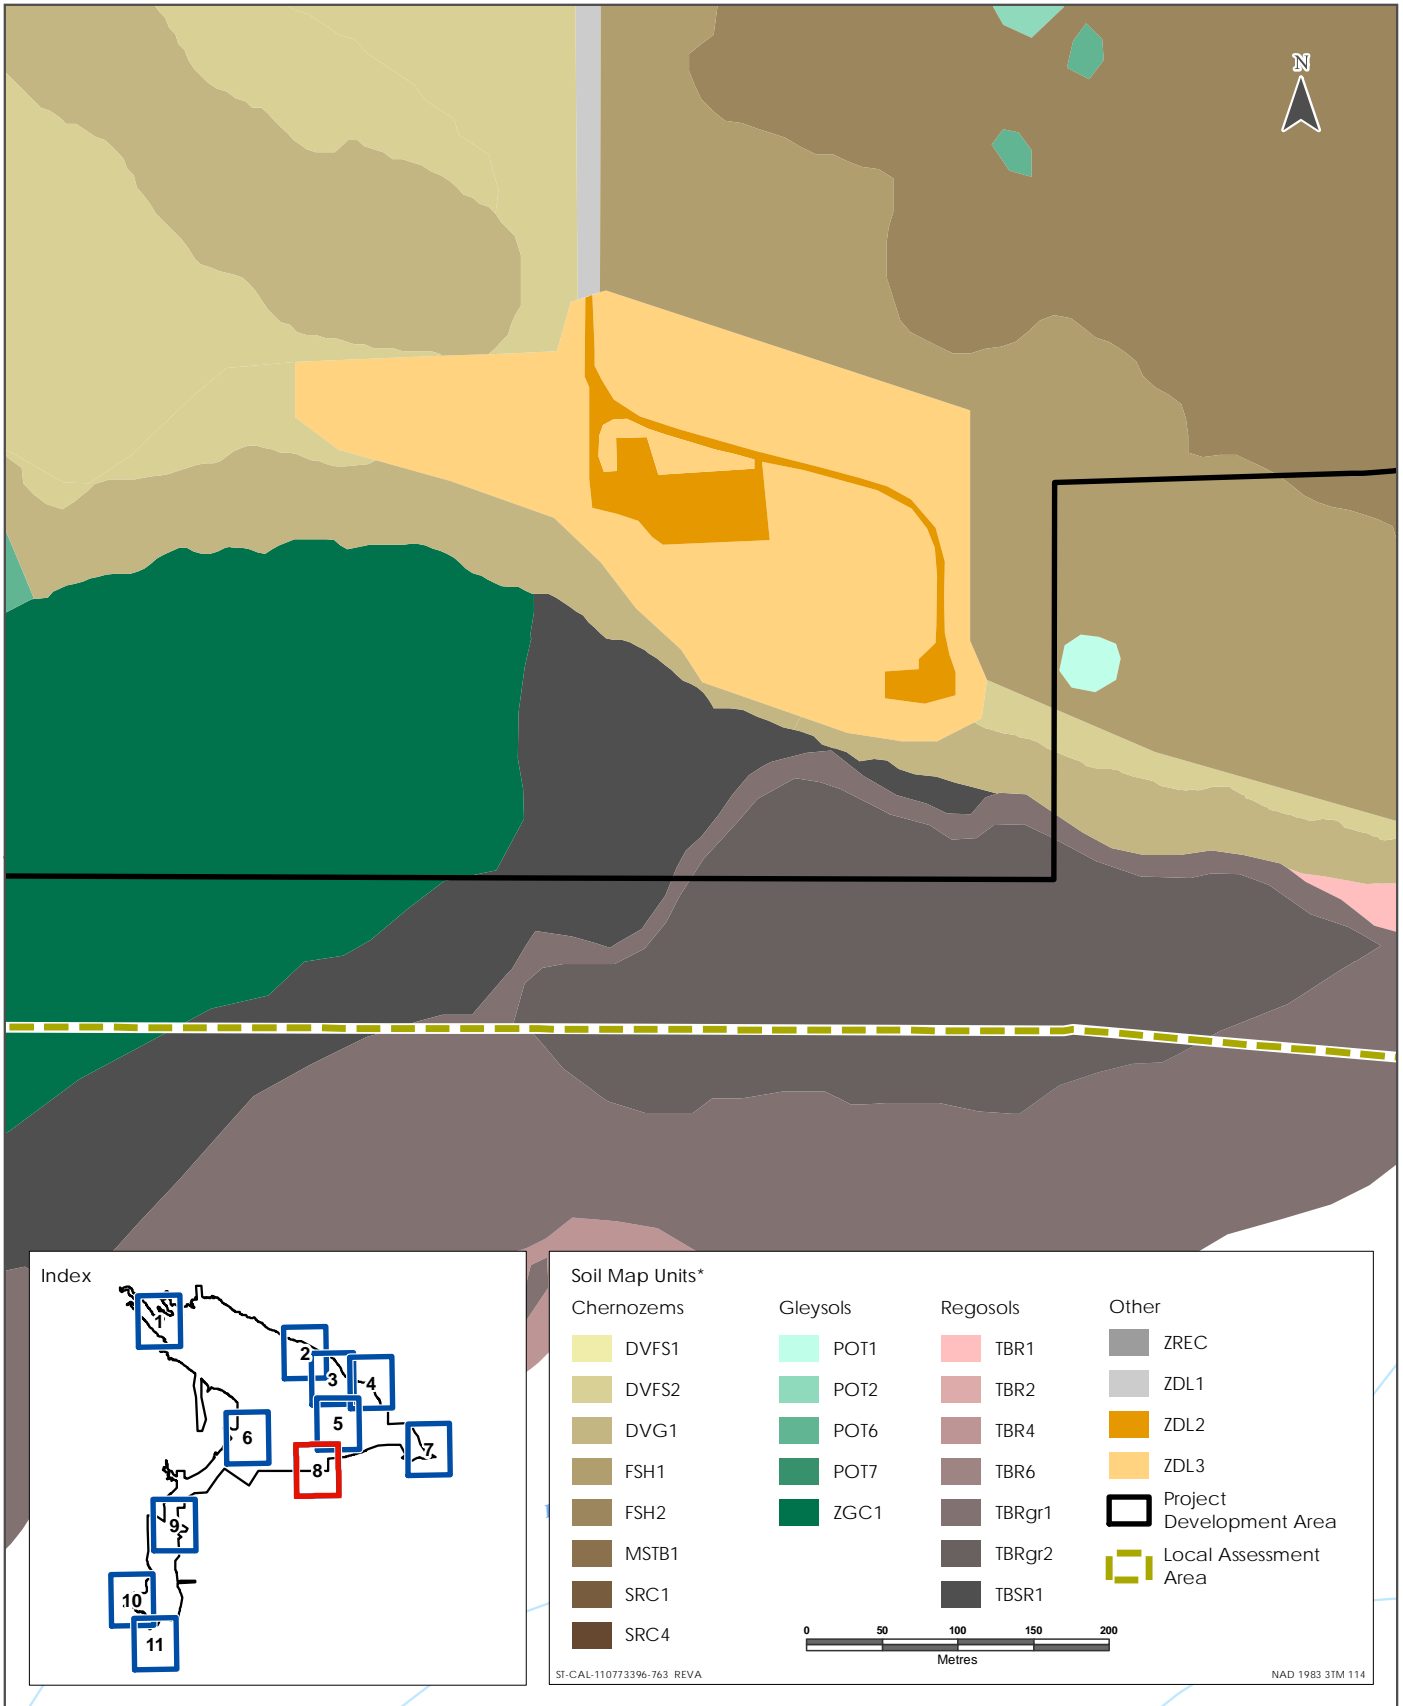 N
Index
1
2
3
4
5
6
7
8
9
10
11
Soil Map Units*
Chernozems
DVFS1
DVFS2
DVG1
FSH1
FSH2
MSTB1
SRC1
SRC4
Gleysols
POT1
POT2
POT6
POT7
ZGC1
Regosols
TBR1
TBR2
TBR4
TBR6
TBRgr1
TBRgr2
TBSR1
Other
ZREC
ZDL1
ZDL2
ZDL3
Project
Development Area
Local Assessment
Area
0 50 100 150 200
Metres
ST-CAL-110773396-763 REVA
NAD 1983 3TM 114